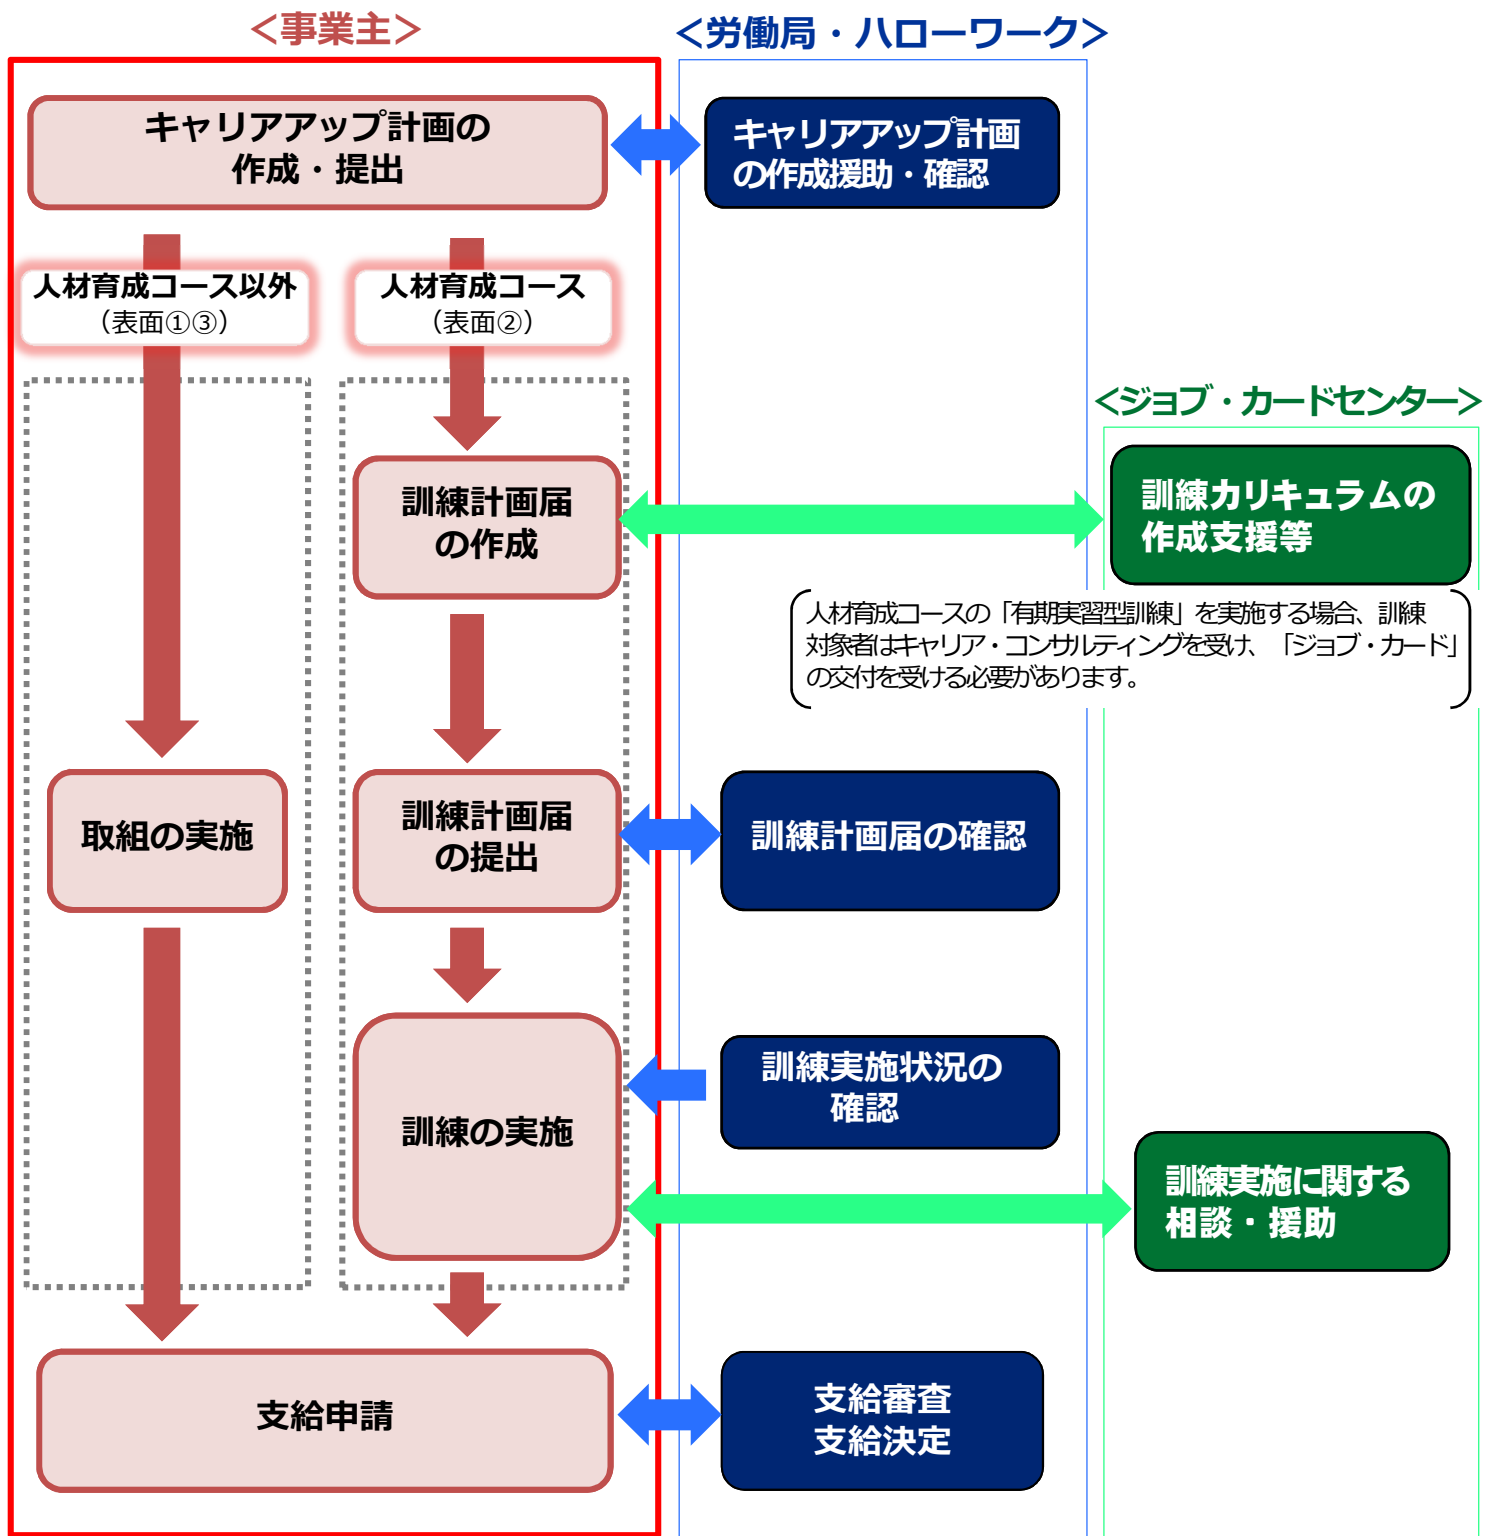 ＜事業主＞
＜労働局・ハローワーク＞
キャリアアップ計画の
作成・提出
キャリアアップ計画
の作成援助・確認
人材育成コース以外
（表面①③）
人材育成コース
（表面②）
＜ジョブ・カードセンター＞
訓練計画届
の作成
訓練カリキュラムの
作成支援等
人材育成コースの「有期実習型訓練」を実施する場合、訓練
対象者はキャリア・コンサルティングを受け、「ジョブ・カード」
の交付を受ける必要があります。
取組の実施
訓練計画届
の提出
訓練計画届の確認
訓練実施状況の
確認
訓練の実施
訓練実施に関する
相談・援助
支給申請
支給審査
支給決定